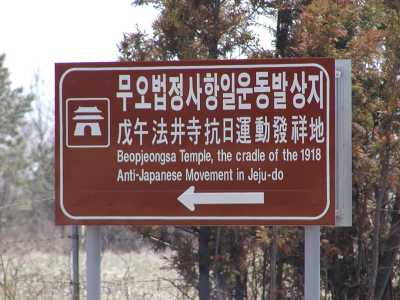 무오법정사항일운동발상지
戊午法井寺抗日運動發祥地
Beopjeongsa Temple, the cradle of the 1918
Anti-Japanese Movement in Jeju-do